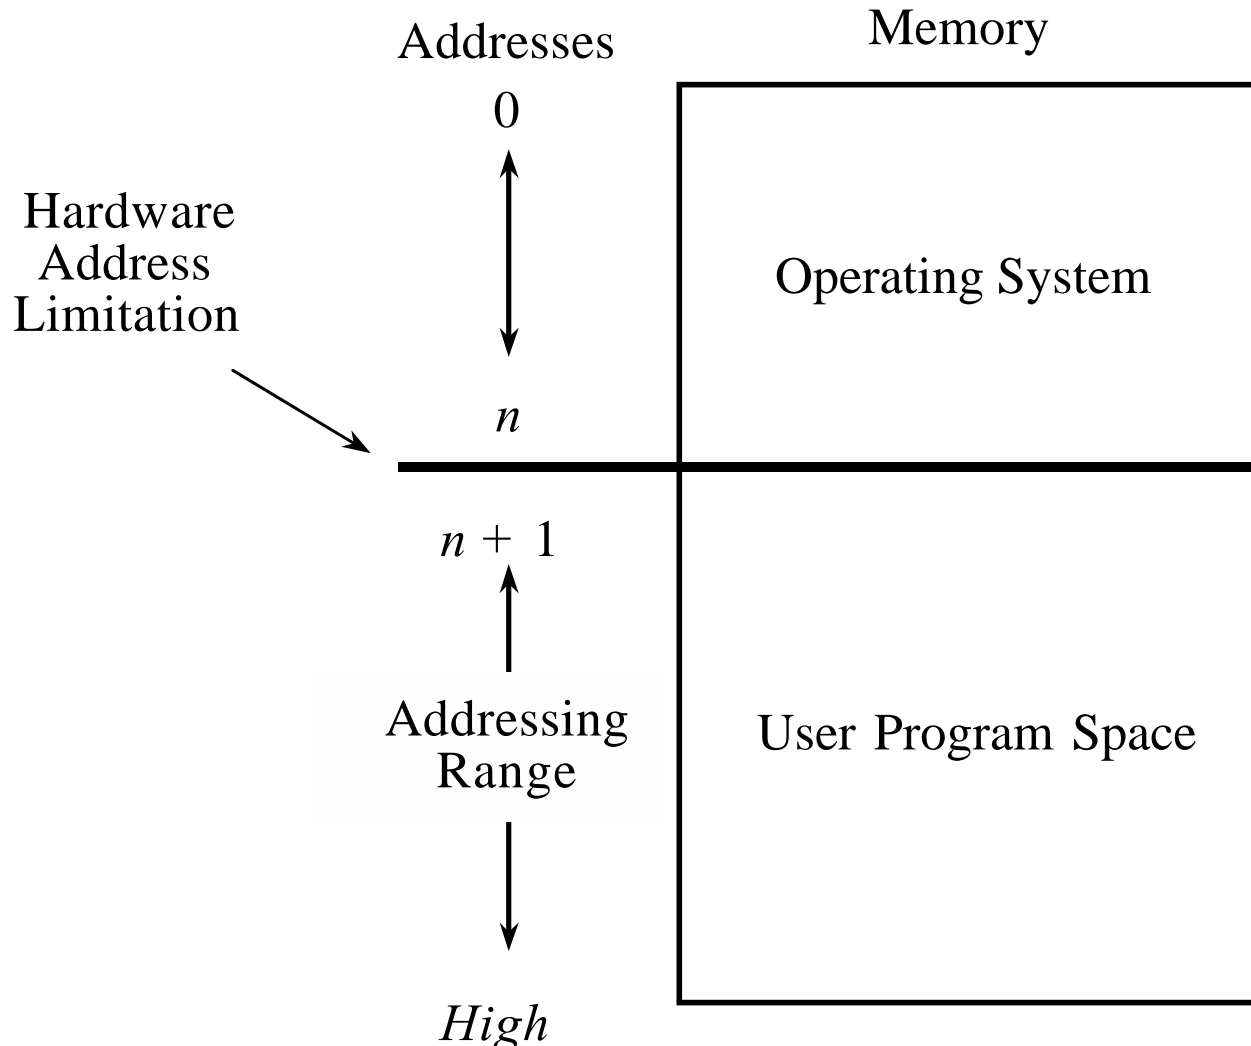 Addresses
Memory
0
Hardware
Address
Limitation
Operating System
n
n + 1
Addressing
Range
User Program Space
High